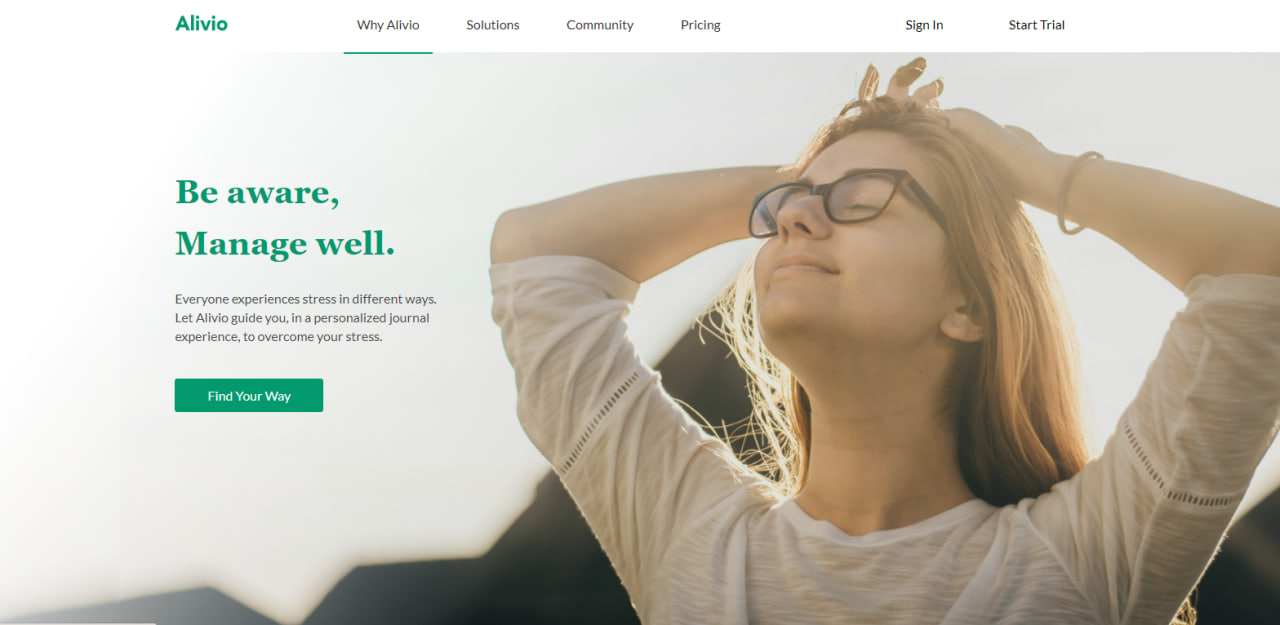 Alivio
Why Alivio
Solutions
Community
Pricing
Sign In
Start Trial
Be aware,
Manage well.
Everyone experiences stress in different ways.
Let Alivio guide you, in a personalized journal
experience, to overcome your stress.
Find Your Way